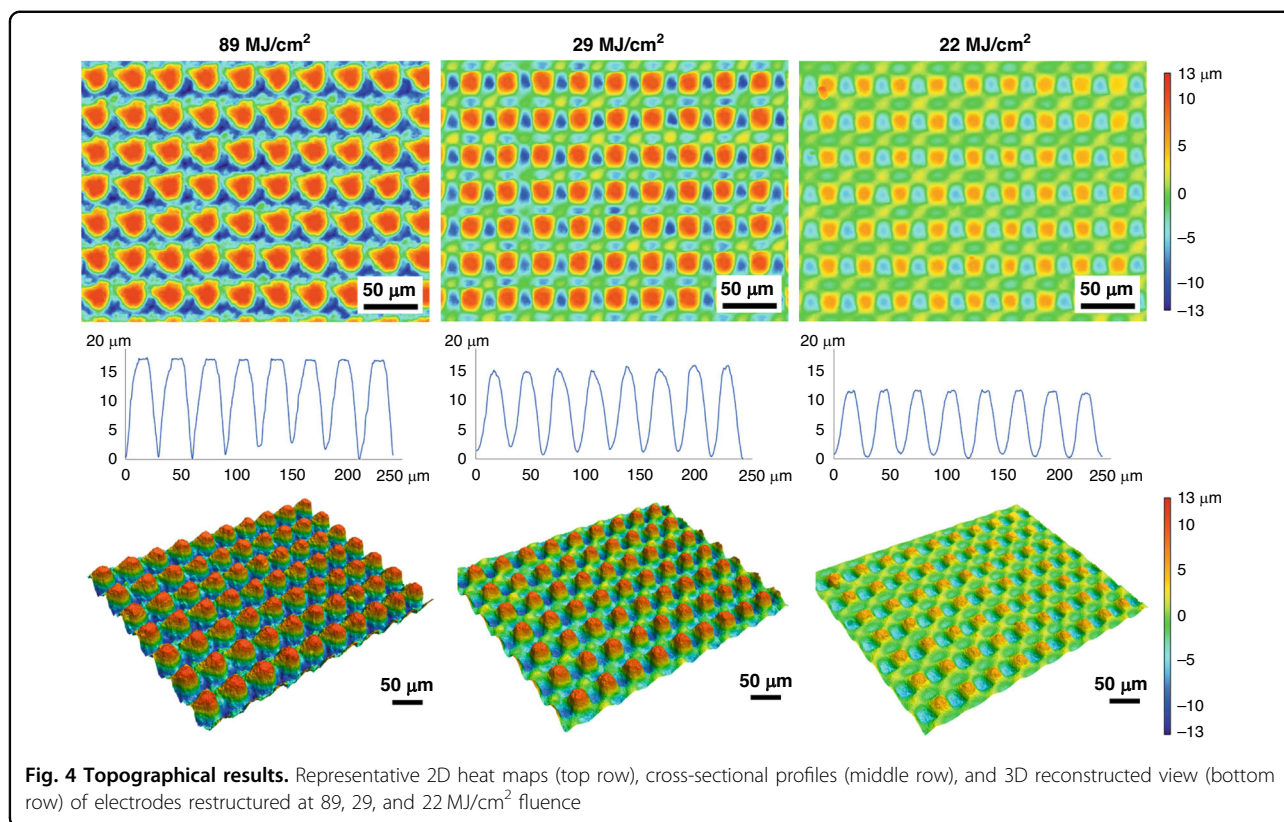 89 MJ/cm²
29 MJ/cm²
22 MJ/cm²
13 μm
10
5
0
−5
−10
−13
50 μm
50 μm
50 μm
20 μm
15
10
5
0
0
50
100
150
200
250 μm
20 μm
15
10
5
0
0
50
100
150
200
250 μm
20 μm
15
10
5
0
0
50
100
150
200
250 μm
13 μm
10
5
0
−5
−10
−13
50 μm
50 μm
50 μm
Fig. 4 Topographical results. Representative 2D heat maps (top row), cross-sectional profiles (middle row), and 3D reconstructed view (bottom
row) of electrodes restructured at 89, 29, and 22 MJ/cm² fluence